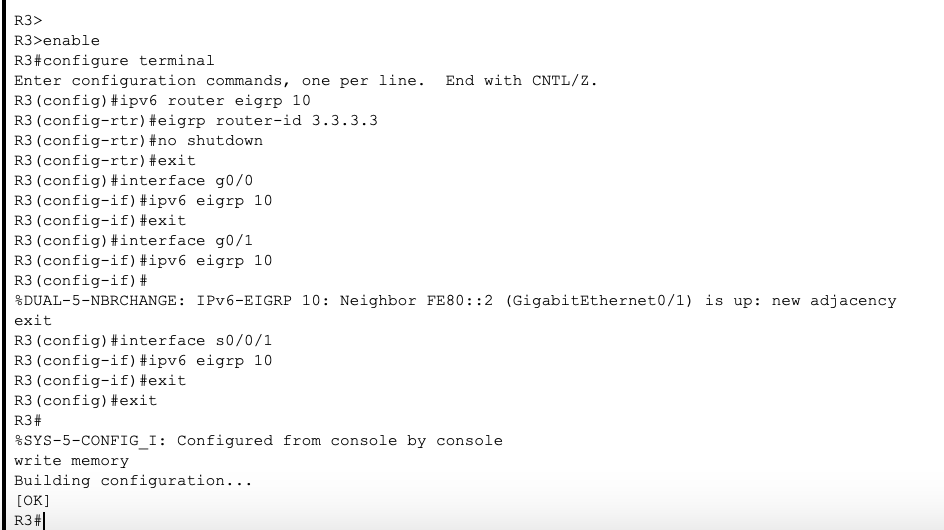 R3>
R3>enable
R3#configure terminal
Enter configuration commands, one per line.  End with CNTL/Z.
R3(config)#ipv6 router eigrp 10
R3(config-rtr)#eigrp router-id 3.3.3.3
R3(config-rtr)#no shutdown
R3(config-rtr)#exit
R3(config)#interface g0/0
R3(config-if)#ipv6 eigrp 10
R3(config-if)#exit
R3(config)#interface g0/1
R3(config-if)#ipv6 eigrp 10
R3(config-if)#
%DUAL-5-NBRCHANGE: IPv6-EIGRP 10: Neighbor FE80::2 (GigabitEthernet0/1) is up: new adjacency
exit
R3(config)#interface s0/0/1
R3(config-if)#ipv6 eigrp 10
R3(config-if)#exit
R3(config)#exit
R3#
%SYS-5-CONFIG_I: Configured from console by console
write memory
Building configuration...
[OK]
R3#